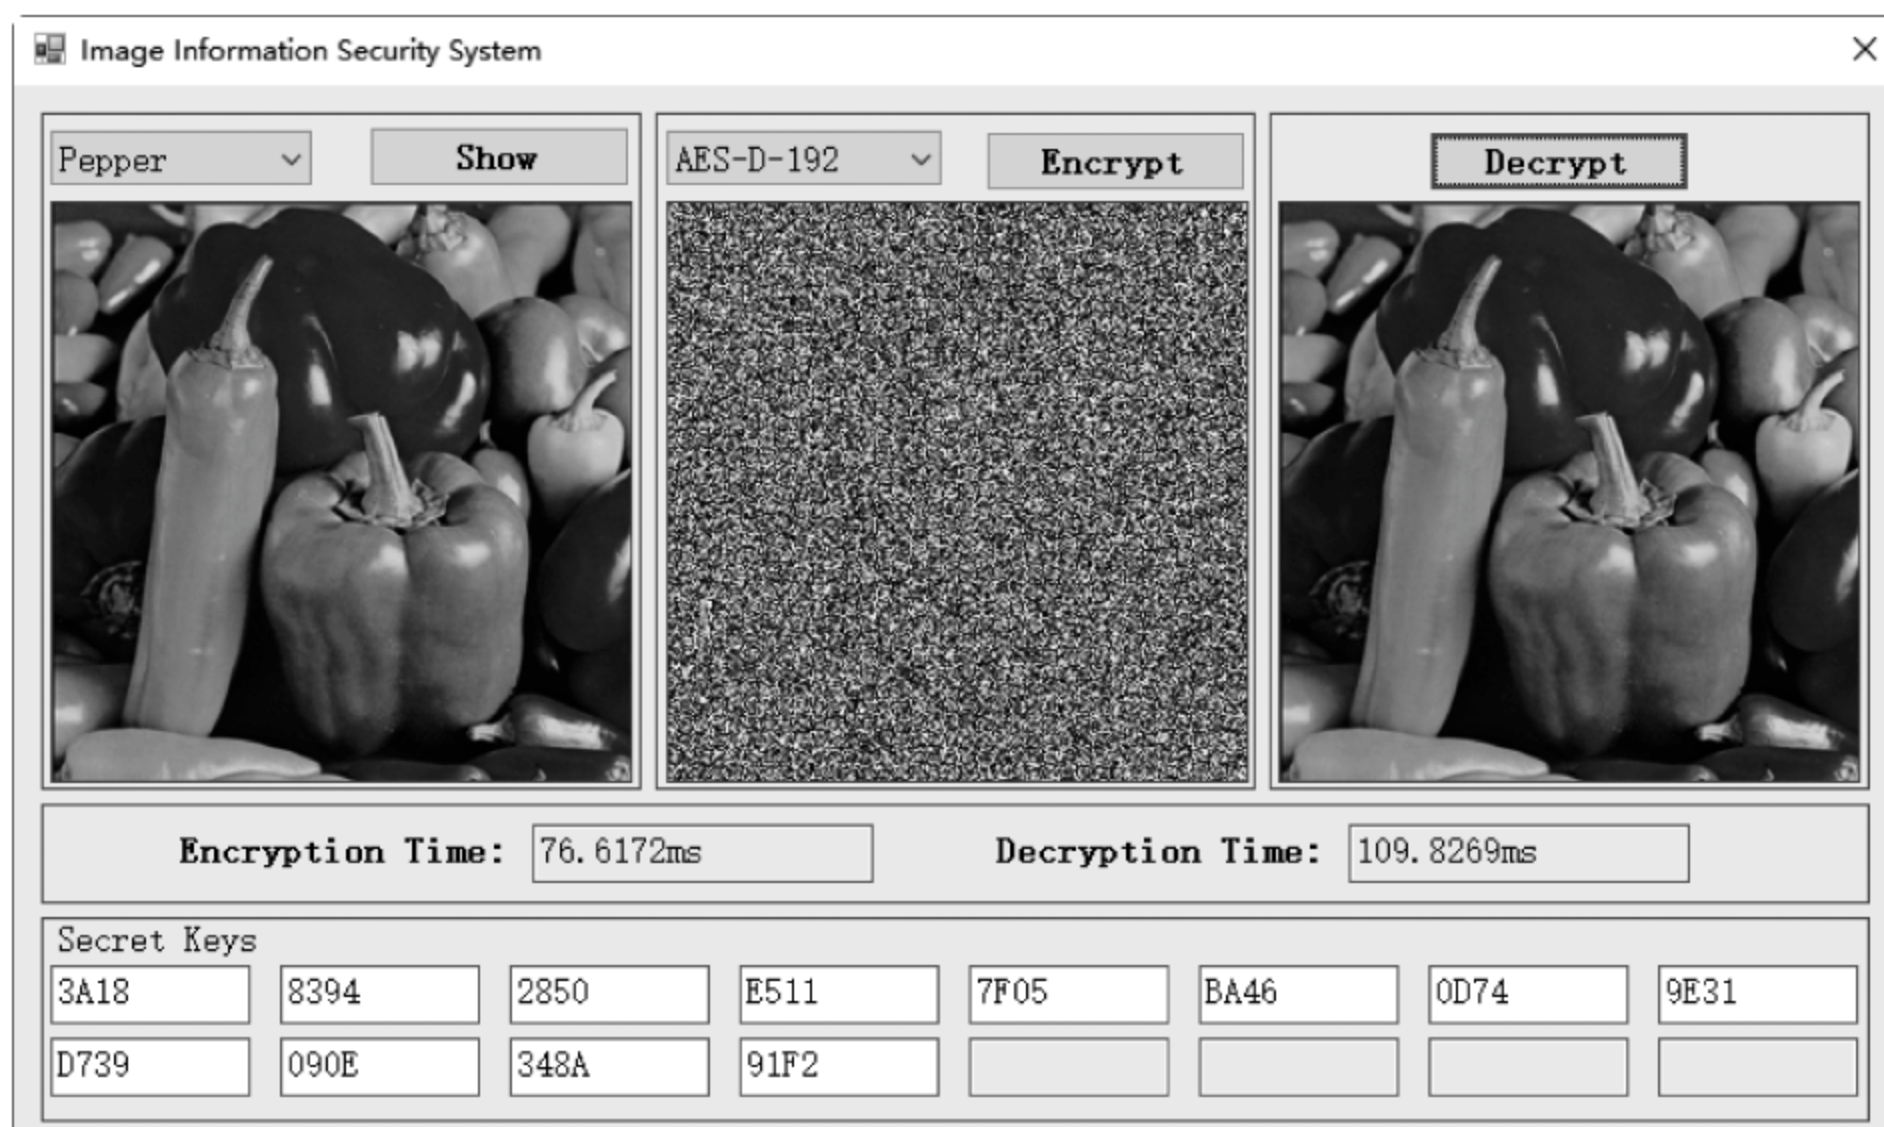 Image Information Security System
Pepper Show AES-D-192 Encrypt Decrypt
Encryption Time: 76.6172ms Decryption Time: 109.8269ms
Secret Keys
3A18 8394 2850 E511 7F05 BA46 0D74 9E31
D739 090E 348A 91F2